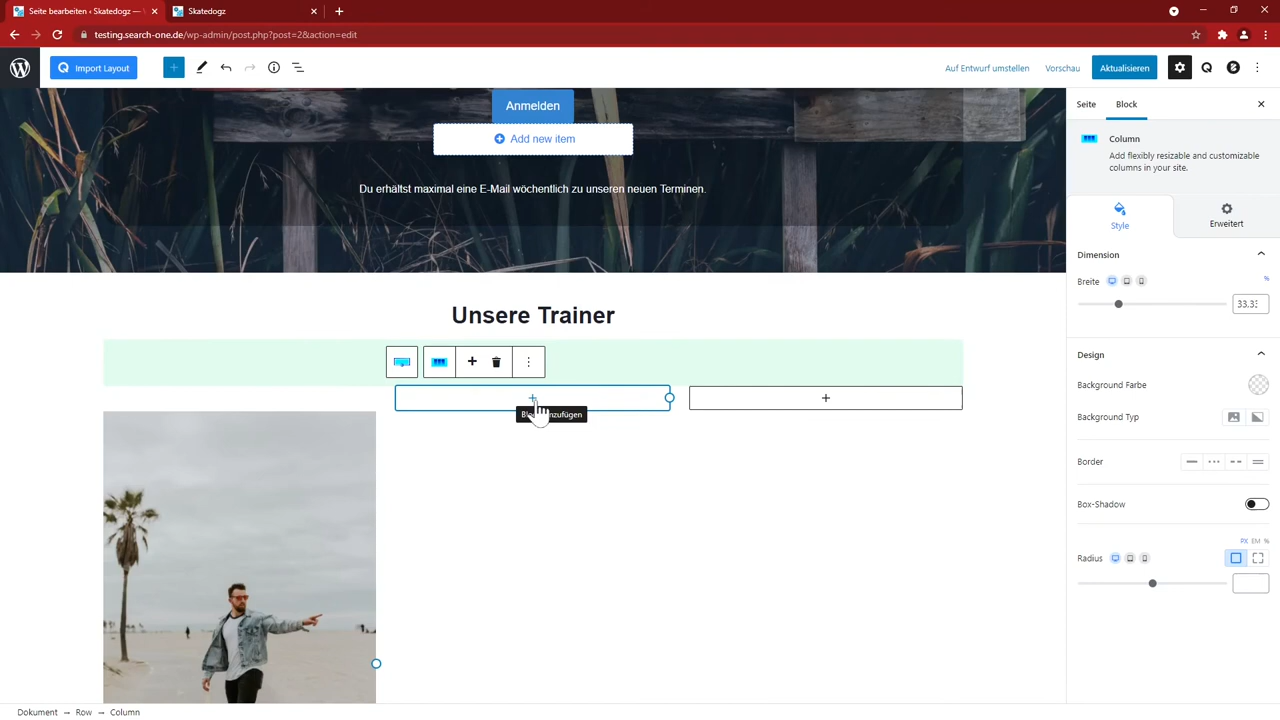 Seite bearbeiten ‹ Skatedogz —
Skatedogz
testing.search-one.de/wp-admin/post.php?post=2&action=edit
Import Layout
Auf Entwurf umstellen
Vorschau
Aktualisieren
Anmelden
Add new item
Du erhältst maximal eine E-Mail wöchentlich zu unseren neuen Terminen.
Unsere Trainer
Seite
Block
Column
Add flexibly resizable and customizable
columns in your site.
Style
Erweitert
Dimension
Breite
%
33,33
Design
Background Farbe
Background Typ
Border
Box-Shadow
PX EM %
Radius
Dokument → Row → Column